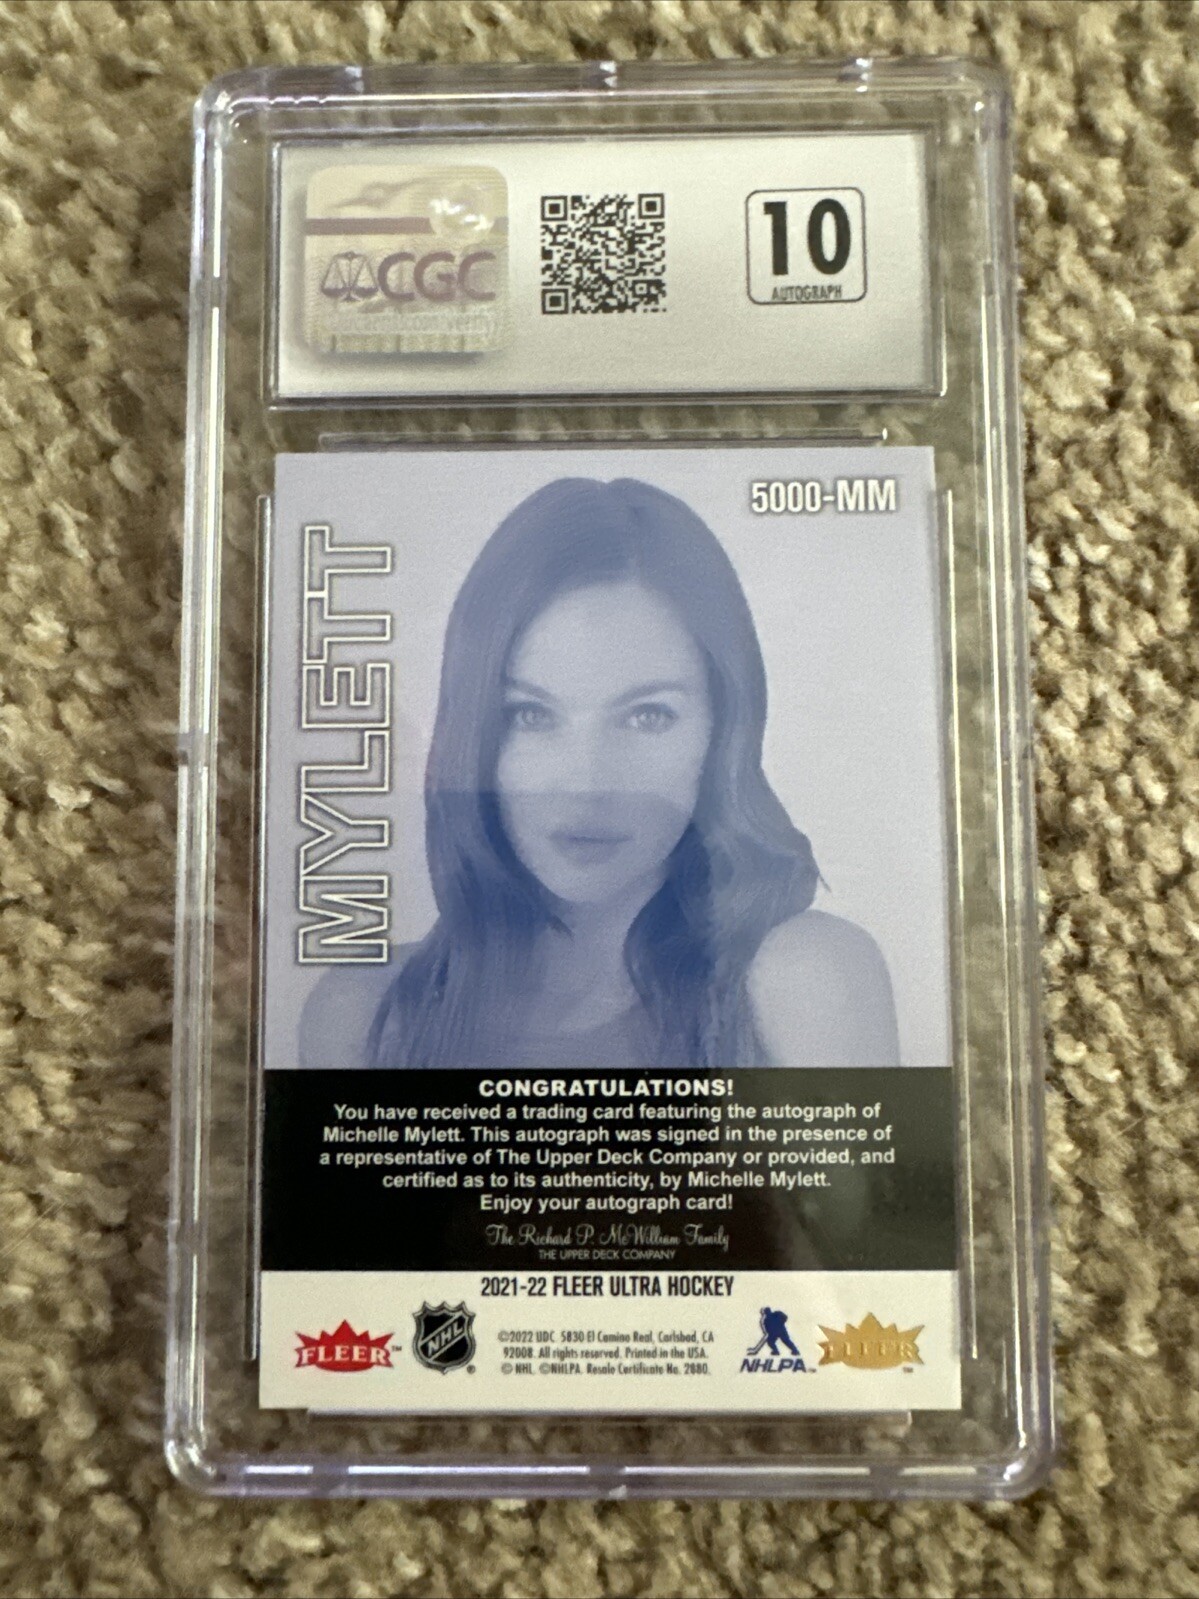 CGC
10
AUTOGRAPH
5000-MM
MYLETT
CONGRATULATIONS!
You have received a trading card featuring the autograph of
Michelle Mylett. This autograph was signed in the presence of
a representative of The Upper Deck Company or provided, and
certified as to its authenticity, by Michelle Mylett.
Enjoy your autograph card!
The Richard P. McWilliam Family
THE UPPER DECK COMPANY
2021-22 FLEER ULTRA HOCKEY
FLEER™
NHL®
©2022 UDC. 5830 El Camino Real, Carlsbad, CA
92008. All rights reserved. Printed in the USA.
© NHL. ©NHLPA. Resale Certificate No. 2880.
NHLPA™
FLEER™